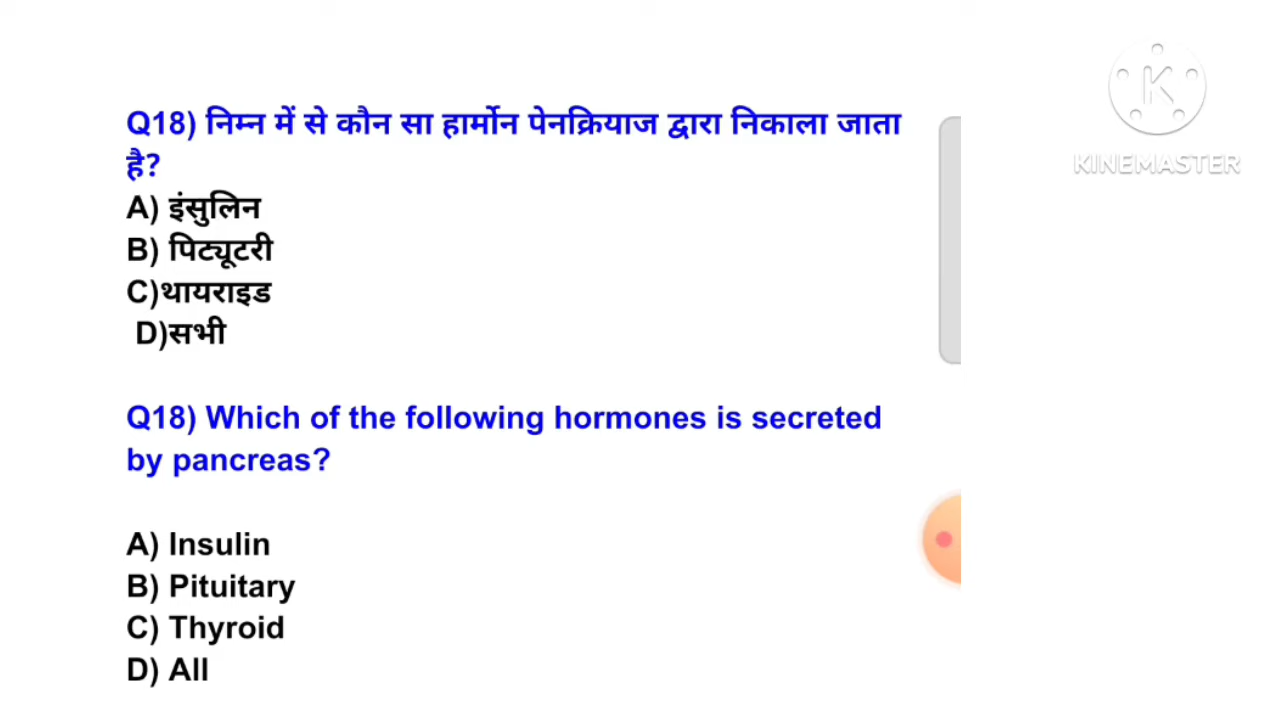 Q18) निम्न में से कौन सा हार्मोन पेनक्रियाज द्वारा निकाला जाता
है?
A) इंसुलिन
B) पिट्यूटरी
C)थायराइड
D)सभी
Q18) Which of the following hormones is secreted
by pancreas?
A) Insulin
B) Pituitary
C) Thyroid
D) All
K
KINEMASTER